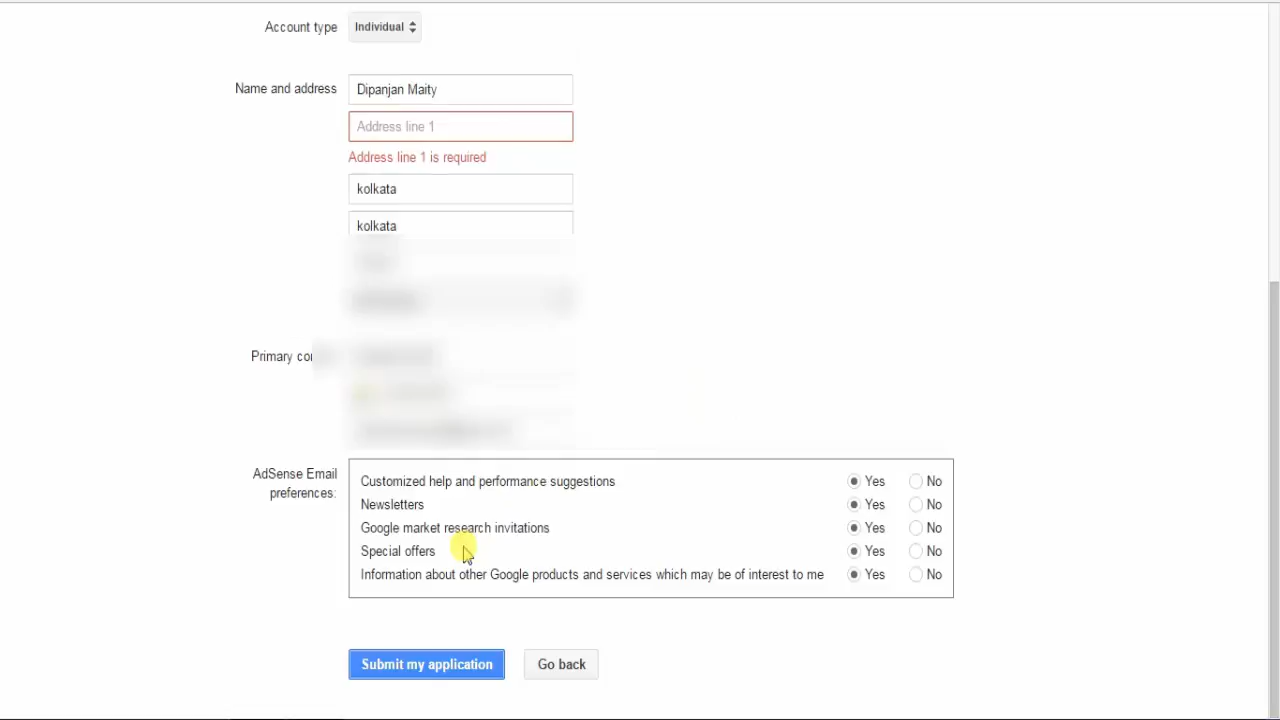 Account type Individual
Name and address Dipanjan Maity
Address line 1
Address line 1 is required
kolkata
kolkata
Primary
AdSense Email
preferences:
Customized help and performance suggestions Yes No
Newsletters Yes No
Google market research invitations Yes No
Special offers Yes No
Information about other Google products and services which may be of interest to me Yes No
Submit my application Go back